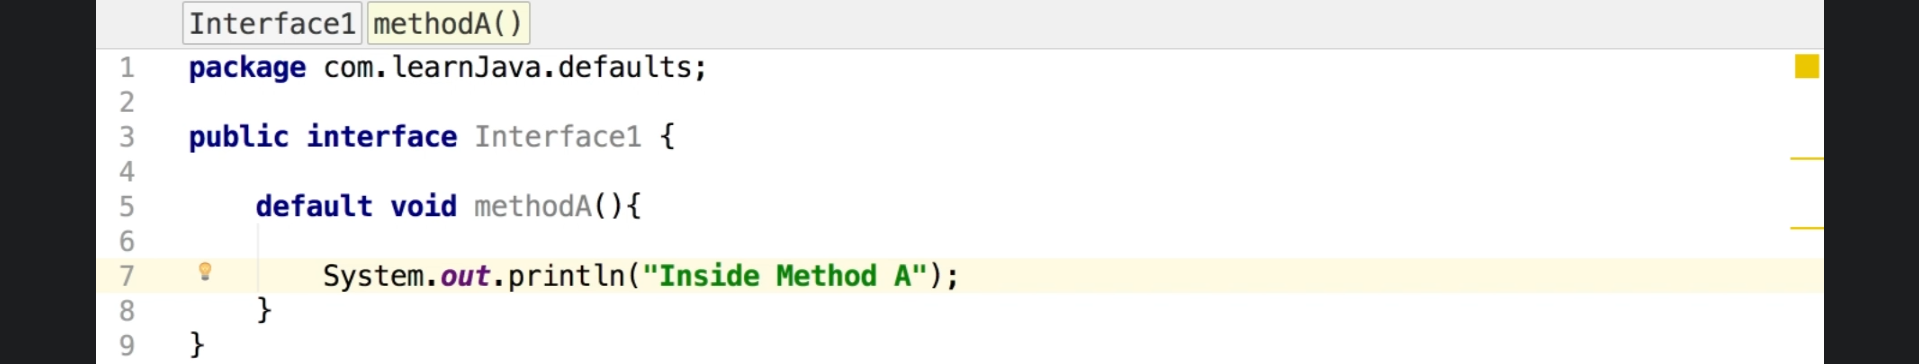 Interface1 methodA()
1 package com.learnJava.defaults;
2
3 public interface Interface1 {
4
5 default void methodA(){
6
7 System.out.println("Inside Method A");
8 }
9 }